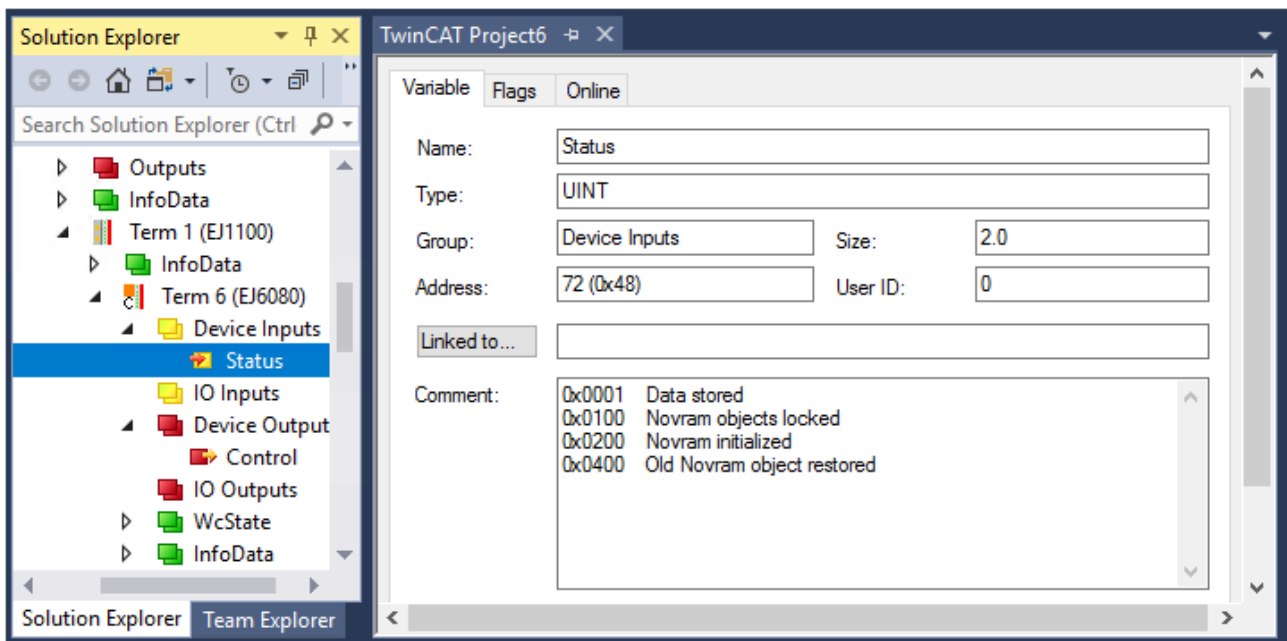 Solution Explorer
Search Solution Explorer (Ctrl
Outputs
InfoData
Term 1 (EJ1100)
InfoData
Term 6 (EJ6080)
Device Inputs
Status
IO Inputs
Device Output
Control
IO Outputs
WcState
InfoData
Solution Explorer Team Explorer
TwinCAT Project6
Variable Flags Online
Name: Status
Type: UINT
Group: Device Inputs Size: 2.0
Address: 72 (0x48) User ID: 0
Linked to...
Comment: 0x0001 Data stored
0x0100 Novram objects locked
0x0200 Novram initialized
0x0400 Old Novram object restored